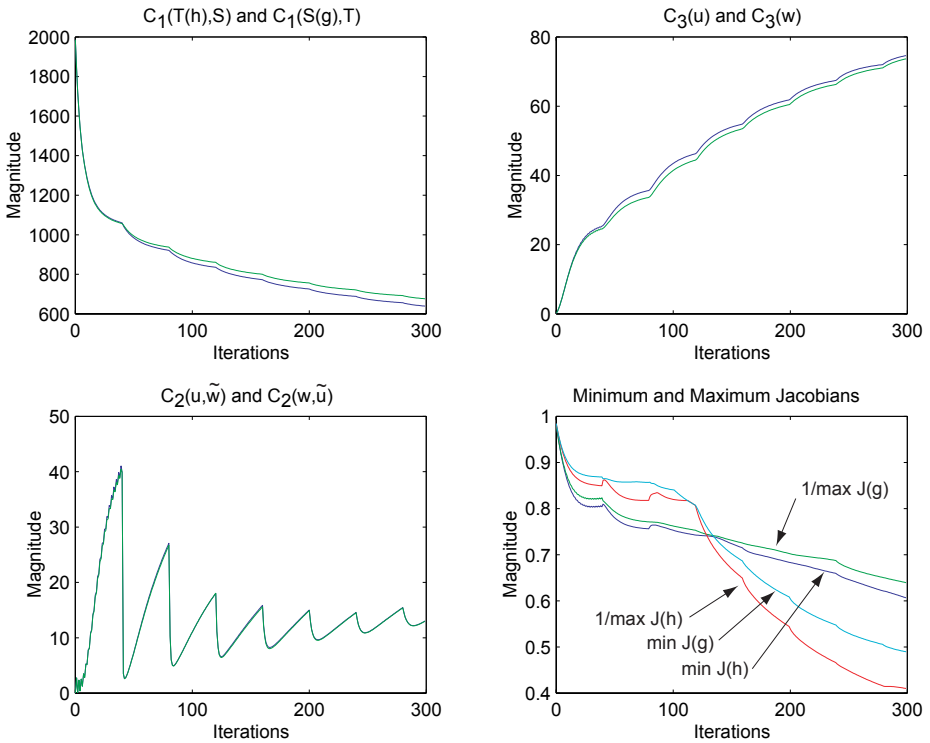 C1(T(h),S) and C1(S(g),T)
2000
1800
1600
1400
1200
1000
800
600
Magnitude
0
100
200
300
Iterations
C3(u) and C3(w)
80
60
40
20
0
Magnitude
0
100
200
300
Iterations
C2(u,w̃) and C2(w,ũ)
50
40
30
20
10
0
Magnitude
0
100
200
300
Iterations
Minimum and Maximum Jacobians
1
0.9
0.8
0.7
0.6
0.5
0.4
Magnitude
1/max J(g)
1/max J(h)
min J(g)
min J(h)
0
100
200
300
Iterations